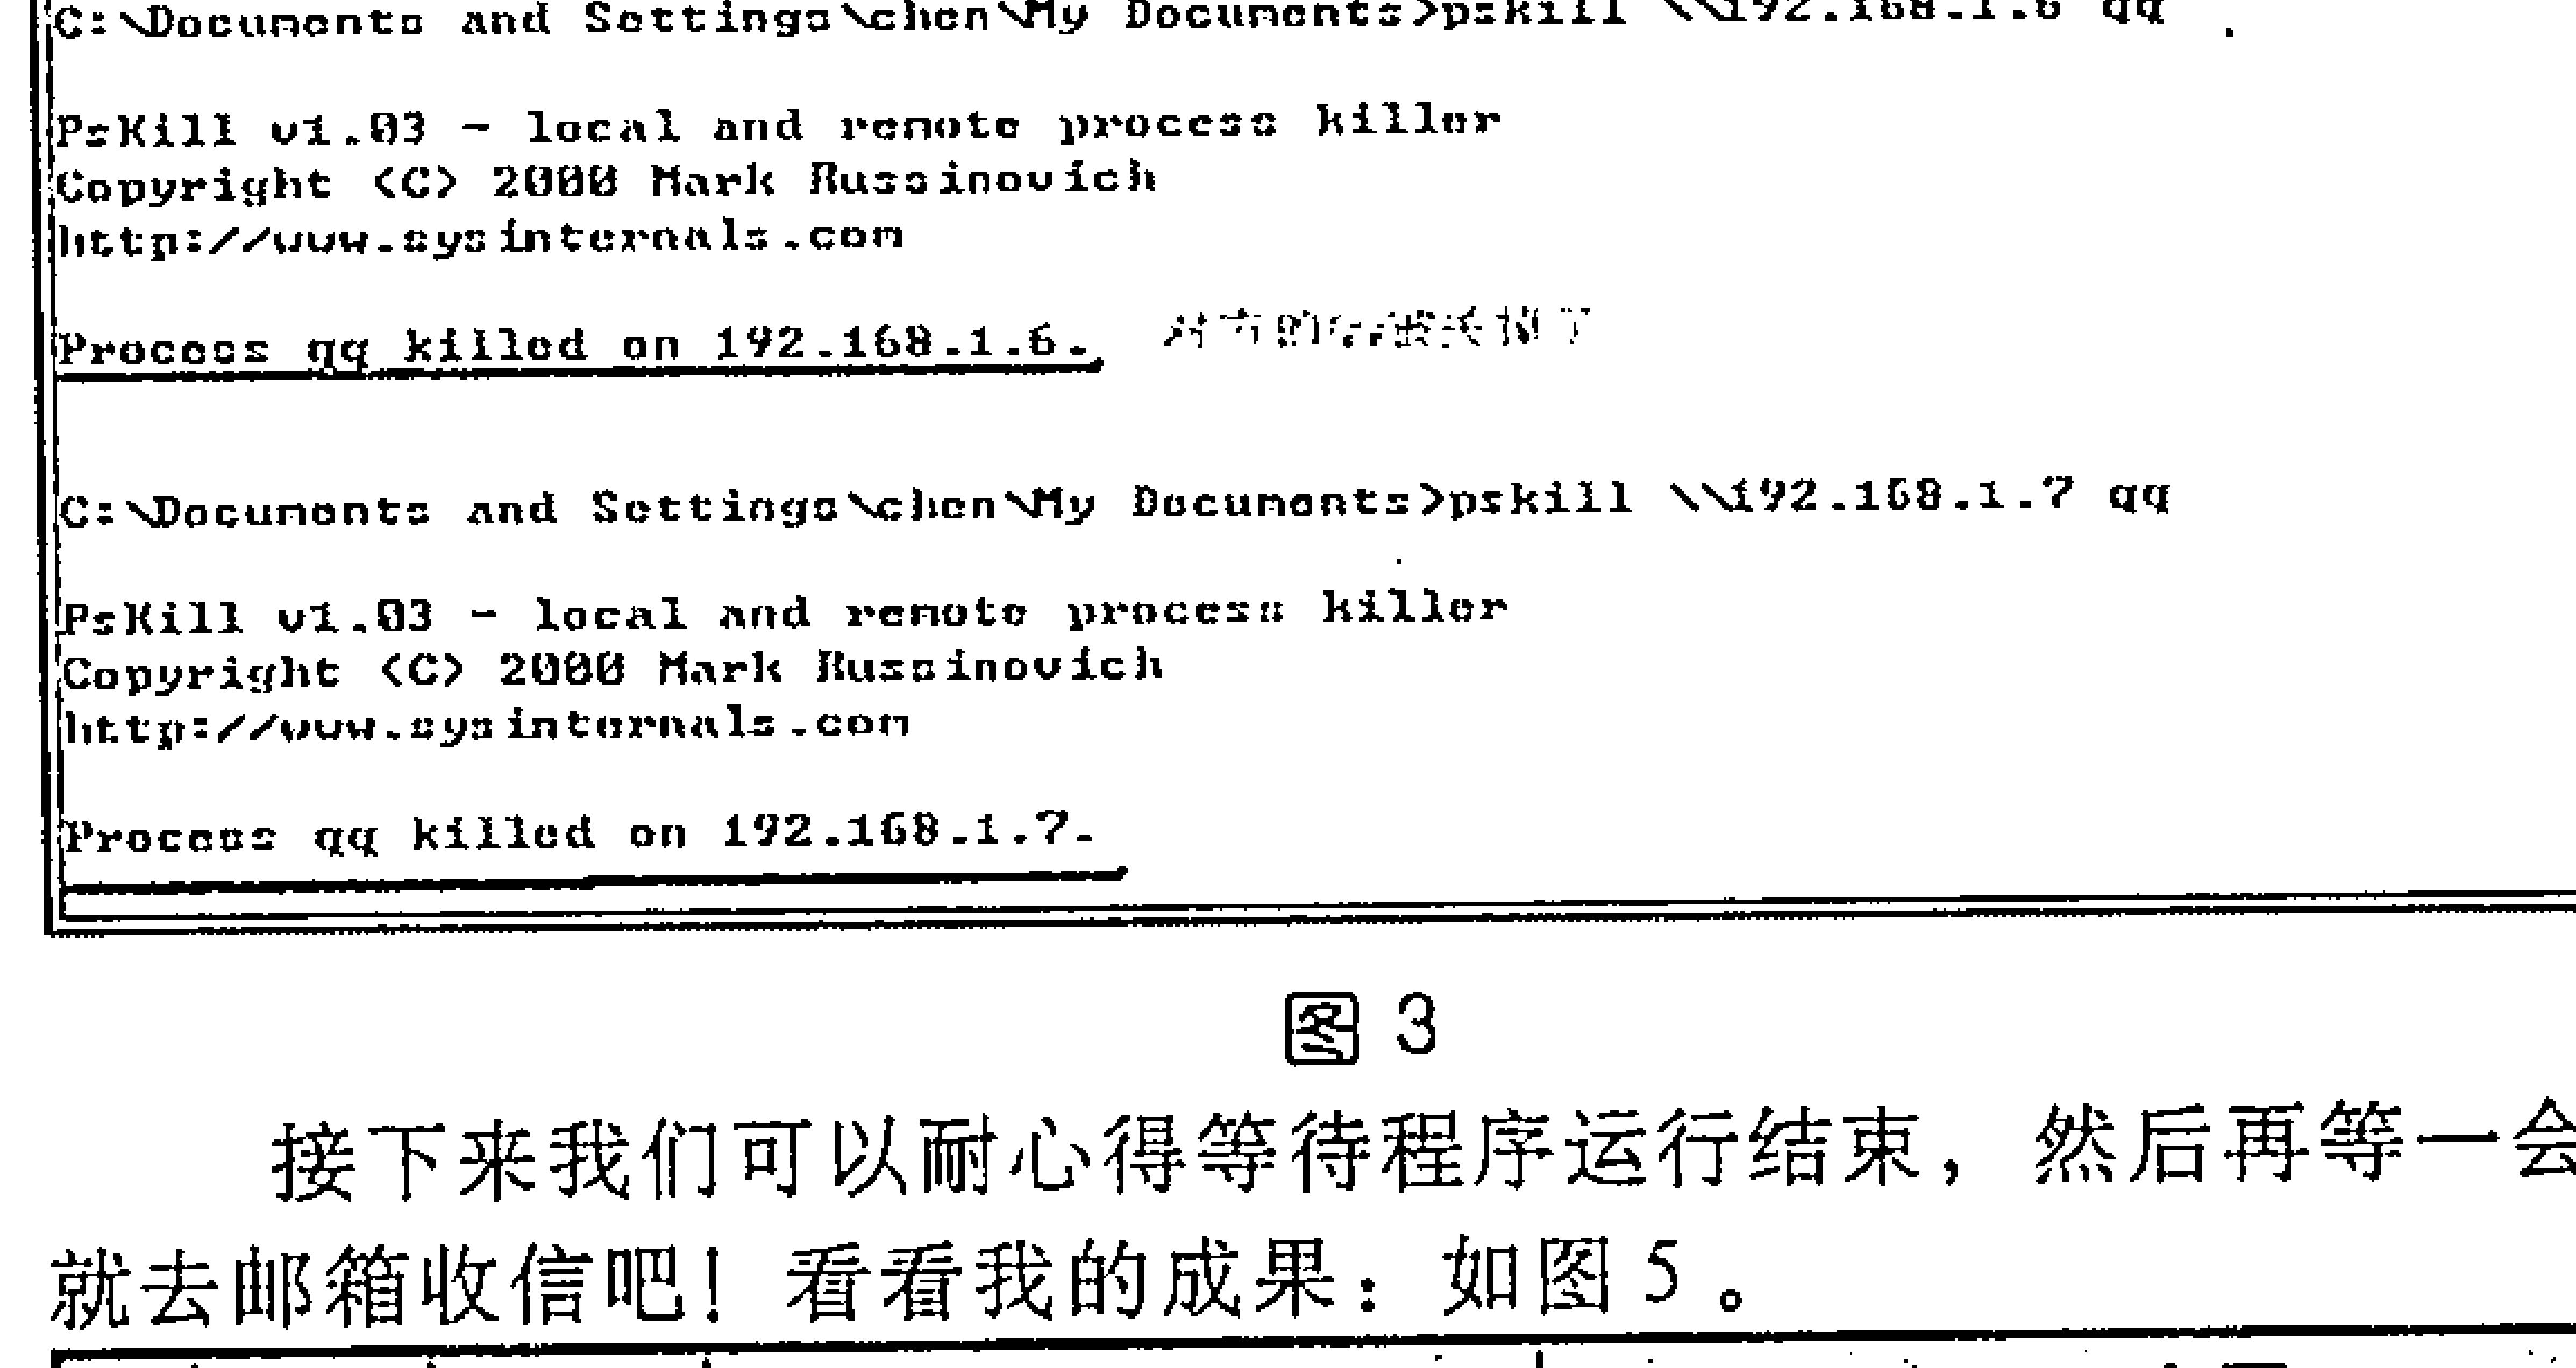 C:\Documents and Settings\chen\My Documents>pskill \\192.168.1.6 qq
PsKill v1.03 - local and remote process killer
Copyright (C) 2000 Mark Russinovich
http://www.sysinternals.com
Process qq killed on 192.168.1.6.
C:\Documents and Settings\chen\My Documents>pskill \\192.168.1.7 qq
PsKill v1.03 - local and remote process killer
Copyright (C) 2000 Mark Russinovich
http://www.sysinternals.com
Process qq killed on 192.168.1.7.
图 3
接下来我们可以耐心得等待程序运行结束，然后再等一会
就去邮箱收信吧！看看我的成果：如图 5 。